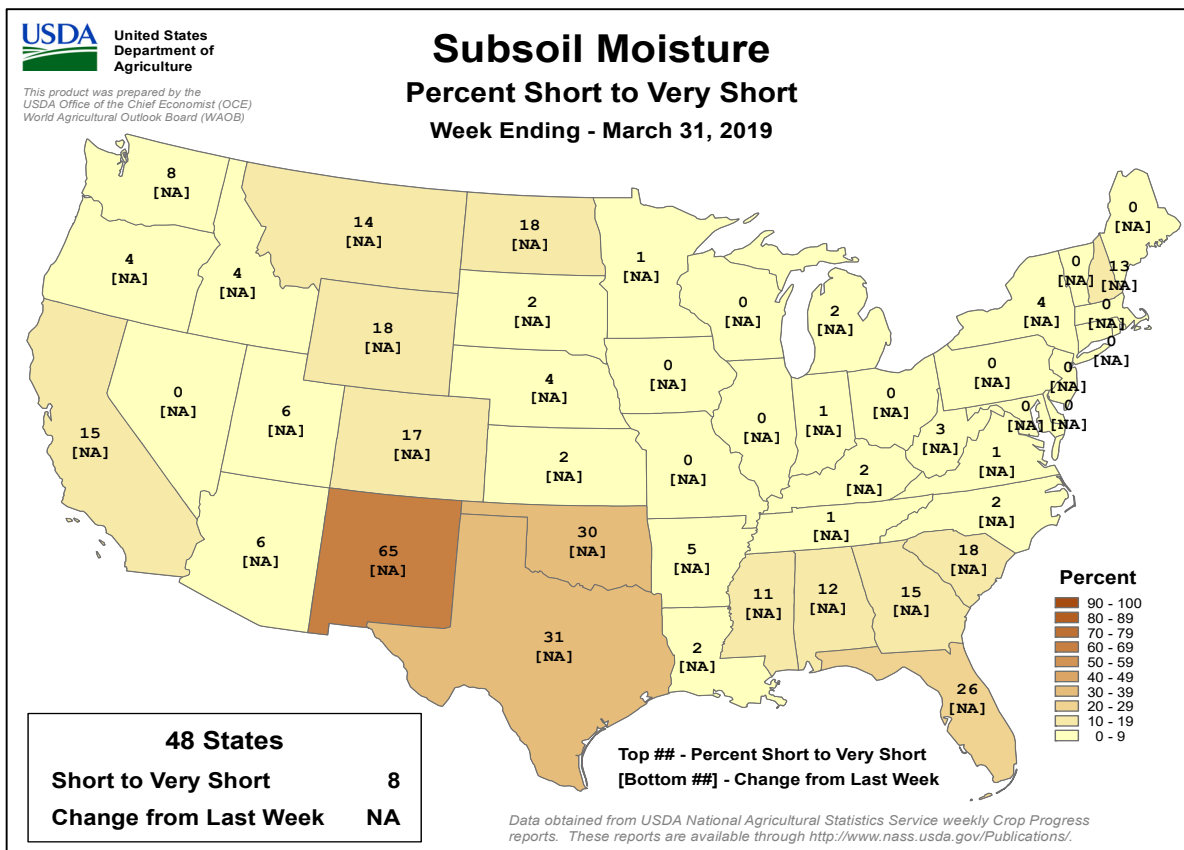 USDA
United States
Department of
Agriculture
This product was prepared by the
USDA Office of the Chief Economist (OCE)
World Agricultural Outlook Board (WAOB)
Subsoil Moisture
Percent Short to Very Short
Week Ending - March 31, 2019
8
[NA]
14
[NA]
18
[NA]
1
[NA]
0
[NA]
4
[NA]
4
[NA]
18
[NA]
2
[NA]
0
[NA]
2
[NA]
4
[NA]
0
[NA]
13
[NA]
0
[NA]
0
[NA]
15
[NA]
0
[NA]
6
[NA]
17
[NA]
4
[NA]
2
[NA]
0
[NA]
0
[NA]
0
[NA]
1
[NA]
0
[NA]
0
[NA]
0
[NA]
0
[NA]
0
[NA]
3
[NA]
1
[NA]
2
[NA]
6
[NA]
65
[NA]
30
[NA]
5
[NA]
1
[NA]
2
[NA]
31
[NA]
2
[NA]
11
[NA]
12
[NA]
15
[NA]
18
[NA]
26
[NA]
Percent
90 - 100
80 - 89
70 - 79
60 - 69
50 - 59
40 - 49
30 - 39
20 - 29
10 - 19
0 - 9
48 States
Short to Very Short 8
Change from Last Week NA
Top ## - Percent Short to Very Short
[Bottom ##] - Change from Last Week
Data obtained from USDA National Agricultural Statistics Service weekly Crop Progress
reports. These reports are available through http://www.nass.usda.gov/Publications/.